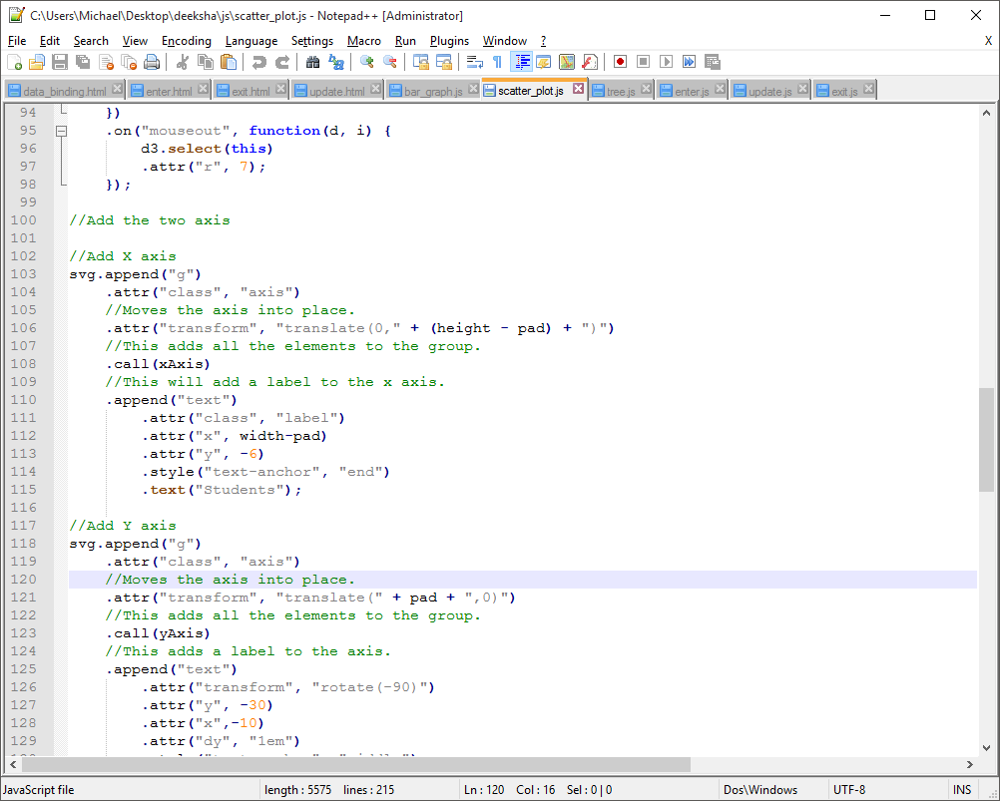 C:\Users\Michael\Desktop\deeksha\js\scatter_plot.js - Notepad++ [Administrator]
File Edit Search View Encoding Language Settings Macro Run Plugins Window ? X
data_binding.html enter.html exit.html update.html bar_graph.js scatter_plot.js tree.js enter.js update.js exit.js
94 })
95 .on("mouseout", function(d, i) {
96 d3.select(this)
97 .attr("r", 7);
98 });
99
100 //Add the two axis
101
102 //Add X axis
103 svg.append("g")
104 .attr("class", "axis")
105 //Moves the axis into place.
106 .attr("transform", "translate(0," + (height - pad) + ")")
107 //This adds all the elements to the group.
108 .call(xAxis)
109 //This will add a label to the x axis.
110 .append("text")
111 .attr("class", "label")
112 .attr("x", width-pad)
113 .attr("y", -6)
114 .style("text-anchor", "end")
115 .text("Students");
116
117 //Add Y axis
118 svg.append("g")
119 .attr("class", "axis")
120 //Moves the axis into place.
121 .attr("transform", "translate(" + pad + ",0)")
122 //This adds all the elements to the group.
123 .call(yAxis)
124 //This adds a label to the axis.
125 .append("text")
126 .attr("transform", "rotate(-90)")
127 .attr("y", -30)
128 .attr("x",-10)
129 .attr("dy", "1em")
JavaScript file length : 5575 lines : 215 Ln : 120 Col : 16 Sel : 0 | 0 Dos\Windows UTF-8 INS